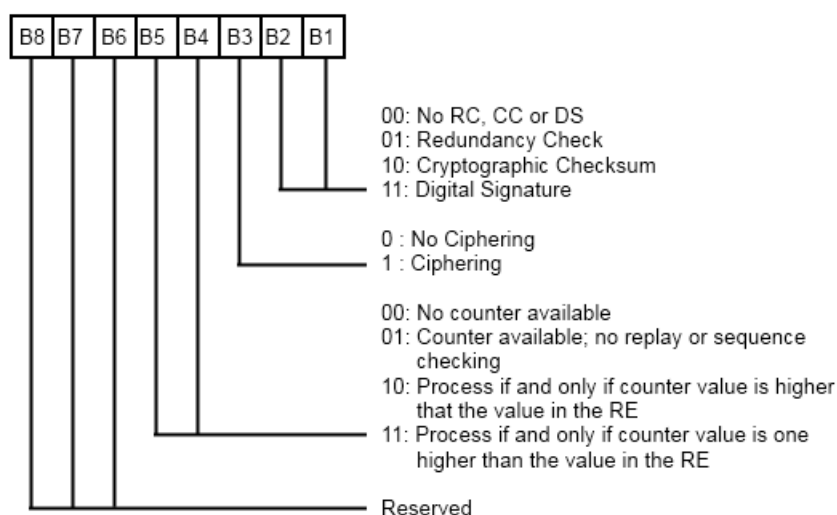 B8 B7 B6 B5 B4 B3 B2 B1
00: No RC, CC or DS
01: Redundancy Check
10: Cryptographic Checksum
11: Digital Signature
0 : No Ciphering
1 : Ciphering
00: No counter available
01: Counter available; no replay or sequence
checking
10: Process if and only if counter value is higher
that the value in the RE
11: Process if and only if counter value is one
higher than the value in the RE
Reserved